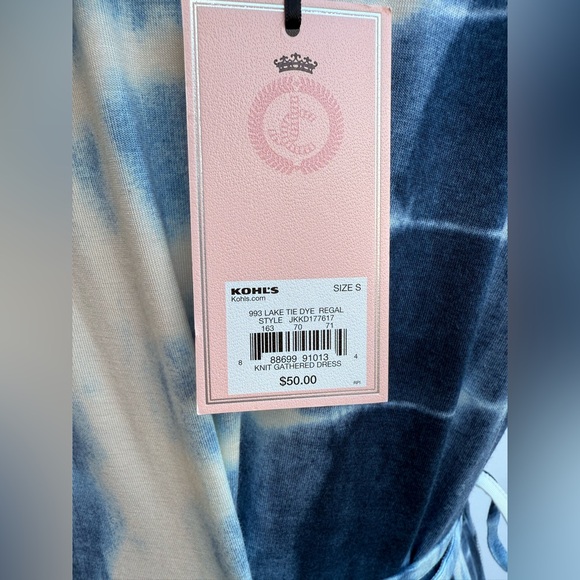 KOHL'S
Kohls.com
SIZE S
993 LAKE TIE DYE REGAL
STYLE JKKD177617
163 70 71
8 88699 91013 4
KNIT GATHERED DRESS
$50.00